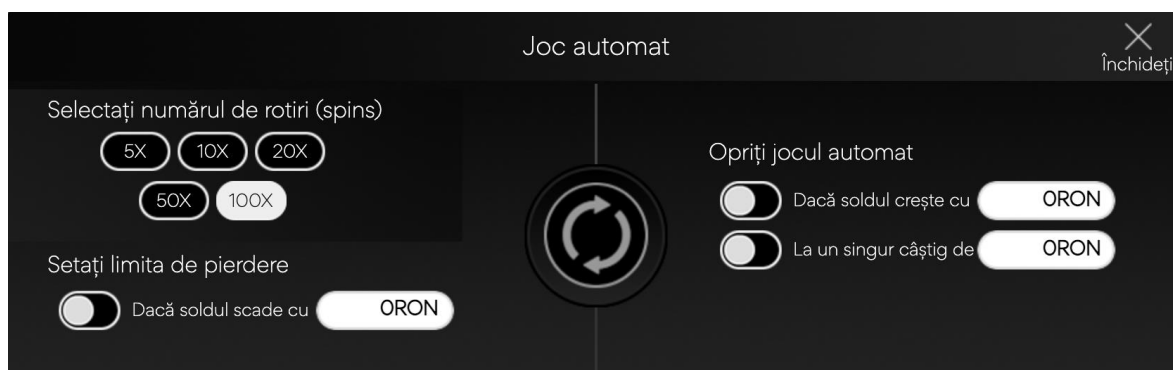 Joc automat
Închideți
Selectați numărul de rotiri (spins)
5X 10X 20X
50X 100X
Setați limita de pierdere
Dacă soldul scade cu 0RON
Opriți jocul automat
Dacă soldul crește cu 0RON
La un singur câștig de 0RON